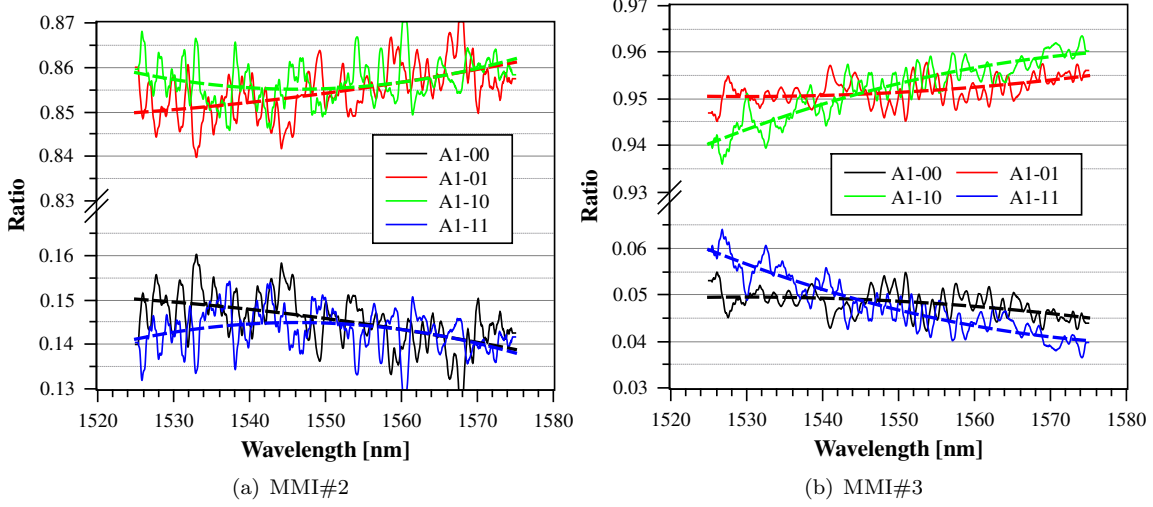 0.87
0.86
0.85
0.84
0.83
0.16
0.15
0.14
0.13
Ratio
A1-00
A1-01
A1-10
A1-11
1520 1530 1540 1550 1560 1570 1580
Wavelength [nm]
(a) MMI#2
0.97
0.96
0.95
0.94
0.93
0.06
0.05
0.04
0.03
Ratio
A1-00 A1-01
A1-10 A1-11
1520 1530 1540 1550 1560 1570 1580
Wavelength [nm]
(b) MMI#3